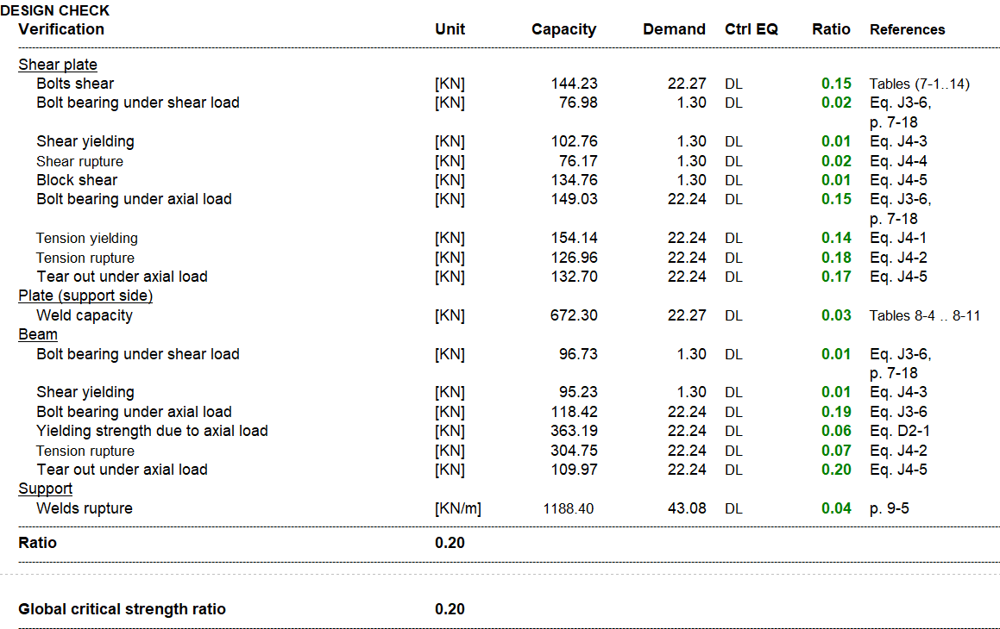 DESIGN CHECK
Verification Unit Capacity Demand Ctrl EQ Ratio References
Shear plate
Bolts shear [KN] 144.23 22.27 DL 0.15 Tables (7-1..14)
Bolt bearing under shear load [KN] 76.98 1.30 DL 0.02 Eq. J3-6,
p. 7-18
Shear yielding [KN] 102.76 1.30 DL 0.01 Eq. J4-3
Shear rupture [KN] 76.17 1.30 DL 0.02 Eq. J4-4
Block shear [KN] 134.76 1.30 DL 0.01 Eq. J4-5
Bolt bearing under axial load [KN] 149.03 22.24 DL 0.15 Eq. J3-6,
p. 7-18
Tension yielding [KN] 154.14 22.24 DL 0.14 Eq. J4-1
Tension rupture [KN] 126.96 22.24 DL 0.18 Eq. J4-2
Tear out under axial load [KN] 132.70 22.24 DL 0.17 Eq. J4-5
Plate (support side)
Weld capacity [KN] 672.30 22.27 DL 0.03 Tables 8-4 .. 8-11
Beam
Bolt bearing under shear load [KN] 96.73 1.30 DL 0.01 Eq. J3-6,
p. 7-18
Shear yielding [KN] 95.23 1.30 DL 0.01 Eq. J4-3
Bolt bearing under axial load [KN] 118.42 22.24 DL 0.19 Eq. J3-6
Yielding strength due to axial load [KN] 363.19 22.24 DL 0.06 Eq. D2-1
Tension rupture [KN] 304.75 22.24 DL 0.07 Eq. J4-2
Tear out under axial load [KN] 109.97 22.24 DL 0.20 Eq. J4-5
Support
Welds rupture [KN/m] 1188.40 43.08 DL 0.04 p. 9-5
Ratio 0.20
Global critical strength ratio 0.20